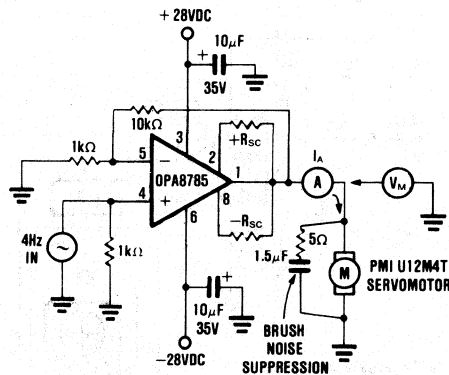 +28VDC
10µF
35V
10kΩ
+RSC
1kΩ
3
2
5
−
OPA8785
1
IA
A
VM
4
+
8
6
−RSC
4Hz
IN
1kΩ
5Ω
1.5µF
M
PMI U12M4T
SERVOMOTOR
10µF
35V
+
+
BRUSH
NOISE
SUPPRESSION
−28VDC